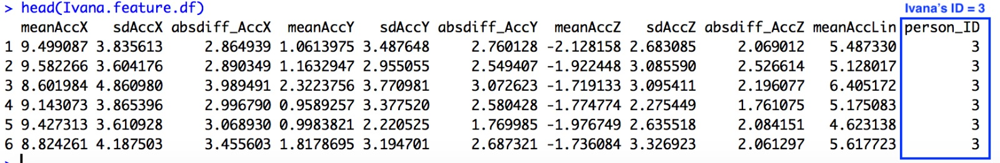 > head(Ivana.feature.df)
Ivana's ID = 3
meanAccX sdAccX absdiff_AccX meanAccY sdAccY absdiff_AccY meanAccZ sdAccZ absdiff_AccZ meanAccLin person_ID
1 9.499087 3.835613 2.864939 1.0613975 3.487648 2.760128 -2.128158 2.683085 2.069012 5.487330 3
2 9.582266 3.604176 2.890349 1.1632947 2.955055 2.549407 -1.922448 3.085590 2.526614 5.128017 3
3 8.601984 4.860980 3.989491 2.3223756 3.770981 3.072623 -1.719133 3.095411 2.196077 6.405172 3
4 9.143073 3.865396 2.996790 0.9589257 3.377520 2.580428 -1.774774 2.275449 1.761075 5.175083 3
5 9.427313 3.610928 3.068930 0.9983821 2.220525 1.769985 -1.976749 2.635518 2.084151 4.623138 3
6 8.824261 4.187503 3.455603 1.8178695 3.194701 2.687321 -1.736084 3.326923 2.061297 5.617723 3